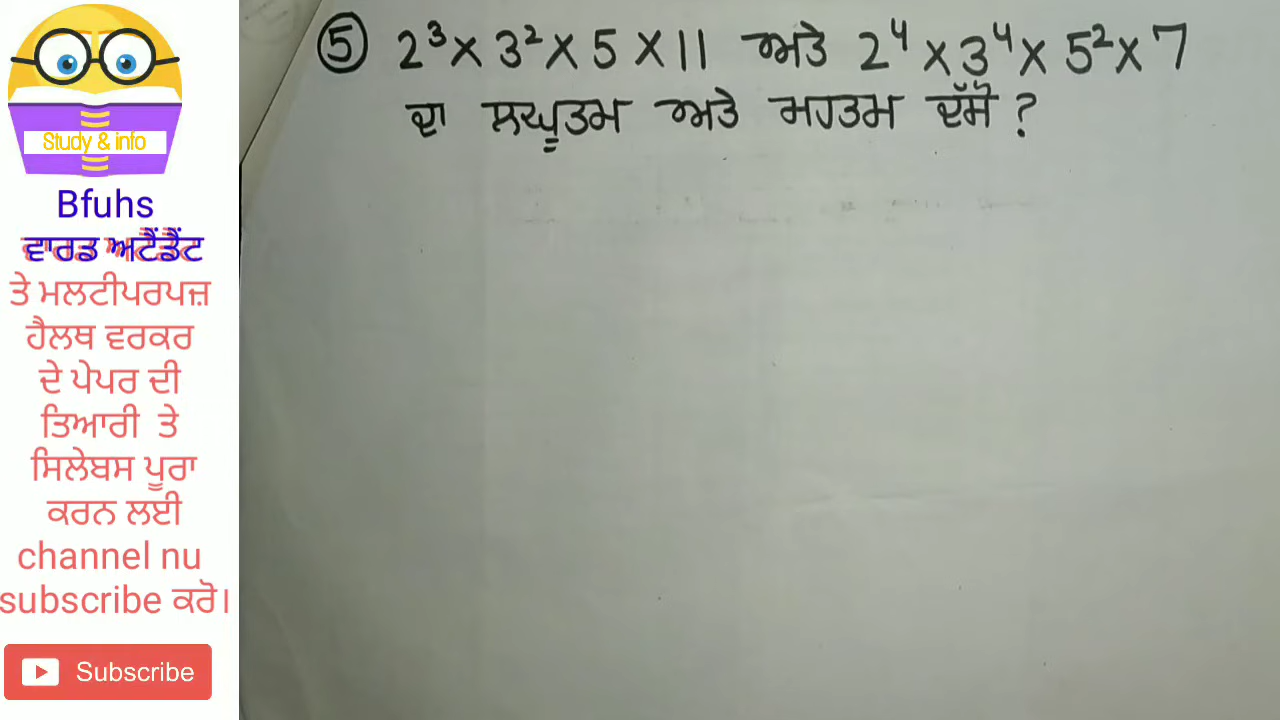 Study & info
Bfuhs
ਵਾਰਡ ਅਟੈਂਡੈਂਟ
ਤੇ ਮਲਟੀਪਰਪਜ਼
ਹੈਲਥ ਵਰਕਰ
ਦੇ ਪੇਪਰ ਦੀ
ਤਿਆਰੀ ਤੇ
ਸਿਲੇਬਸ ਪੂਰਾ
ਕਰਨ ਲਈ
channel nu
subscribe ਕਰੋ।
Subscribe
⑤ 2³ x 3² x 5 x 11 ਅਤੇ 2⁴ x 3⁴ x 5² x 7
ਦਾ ਲਘੂਤਮ ਅਤੇ ਮਹਤਮ ਦੱਸੋ ?